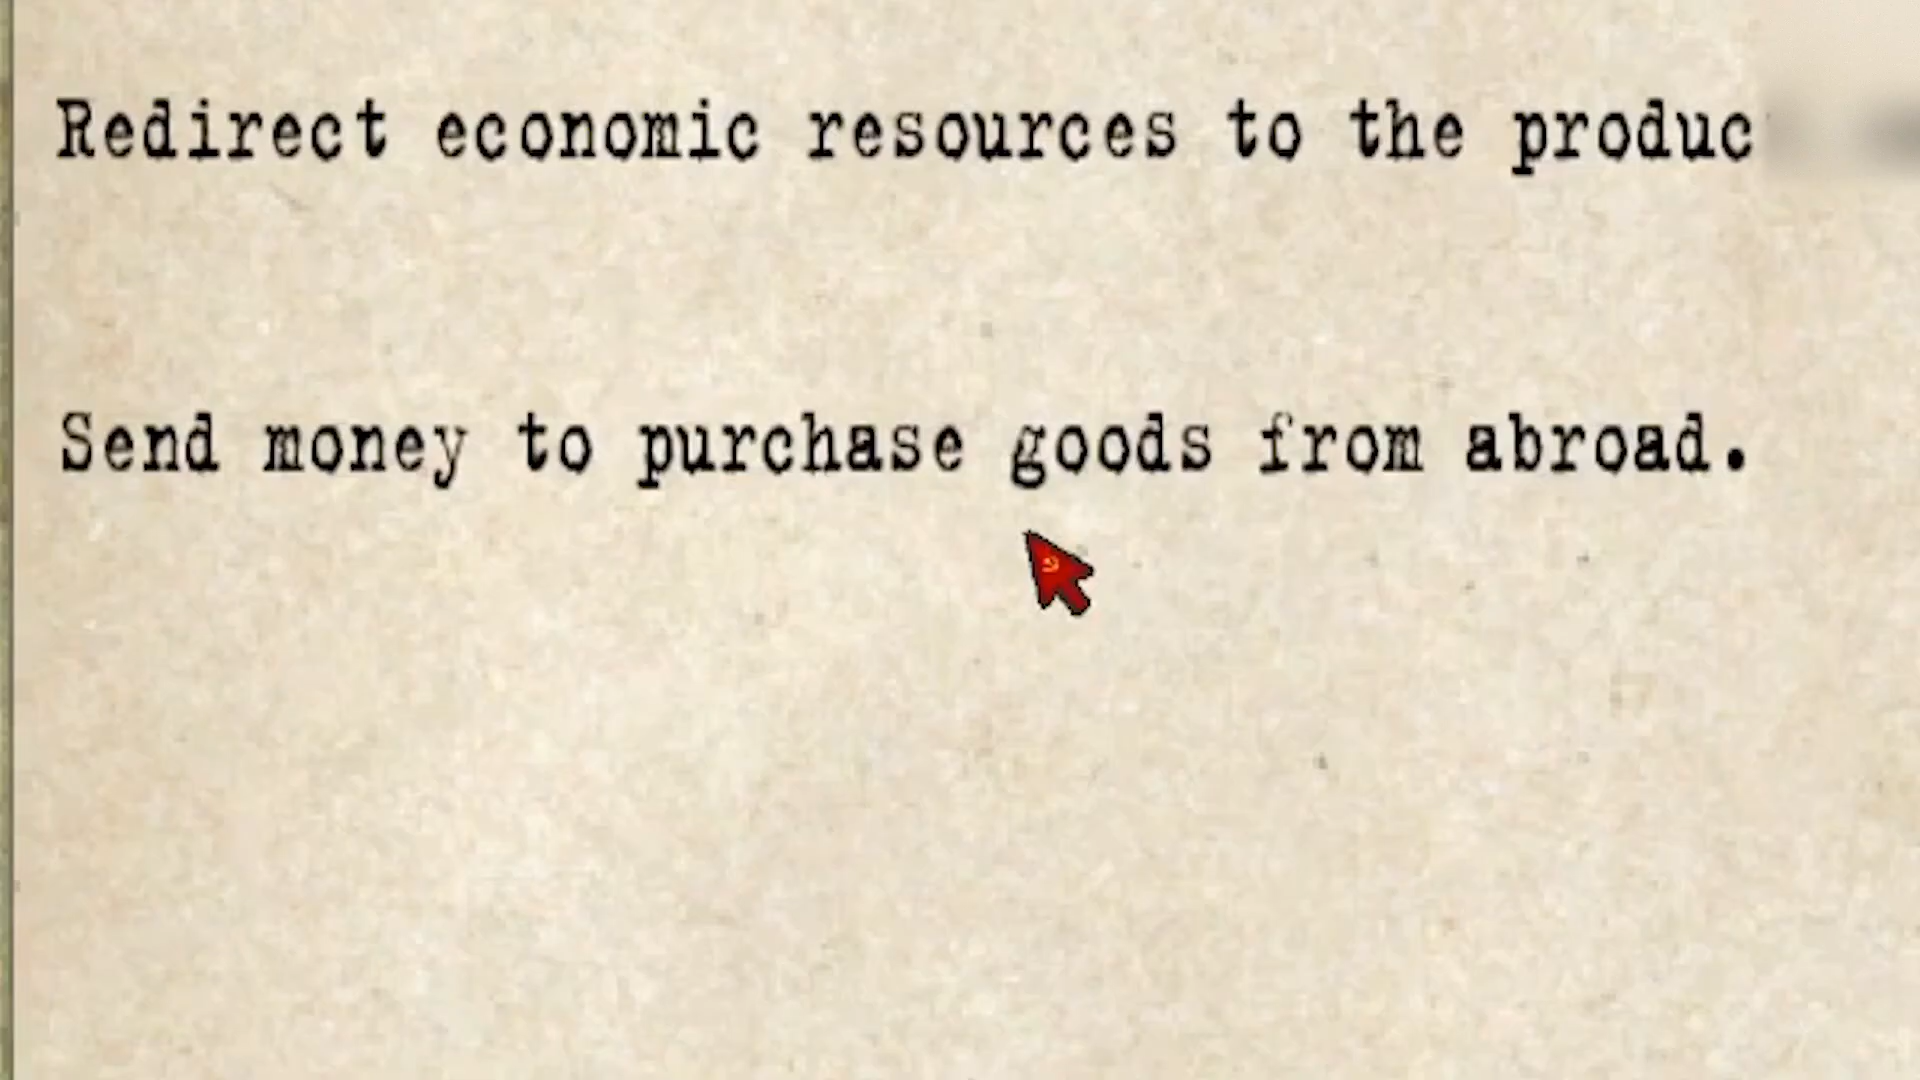 Redirect economic resources to the produc
Send money to purchase goods from abroad.